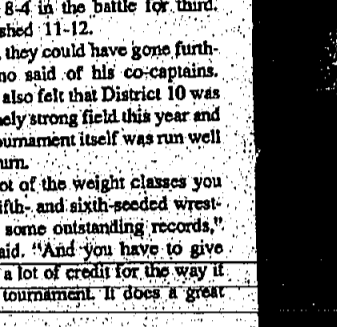 8-4 in the battle for third.
shed 11-12.
, they could have gone furth-
no said of his co-captains.
also felt that District 10 was
ely strong field this year and
ournament itself was run well
urn.
ot of the weight classes you
ifth- and sixth-seeded wrest-
some outstanding records,"
aid. "And you have to give
a lot of credit for the way it
tournament. It does a great